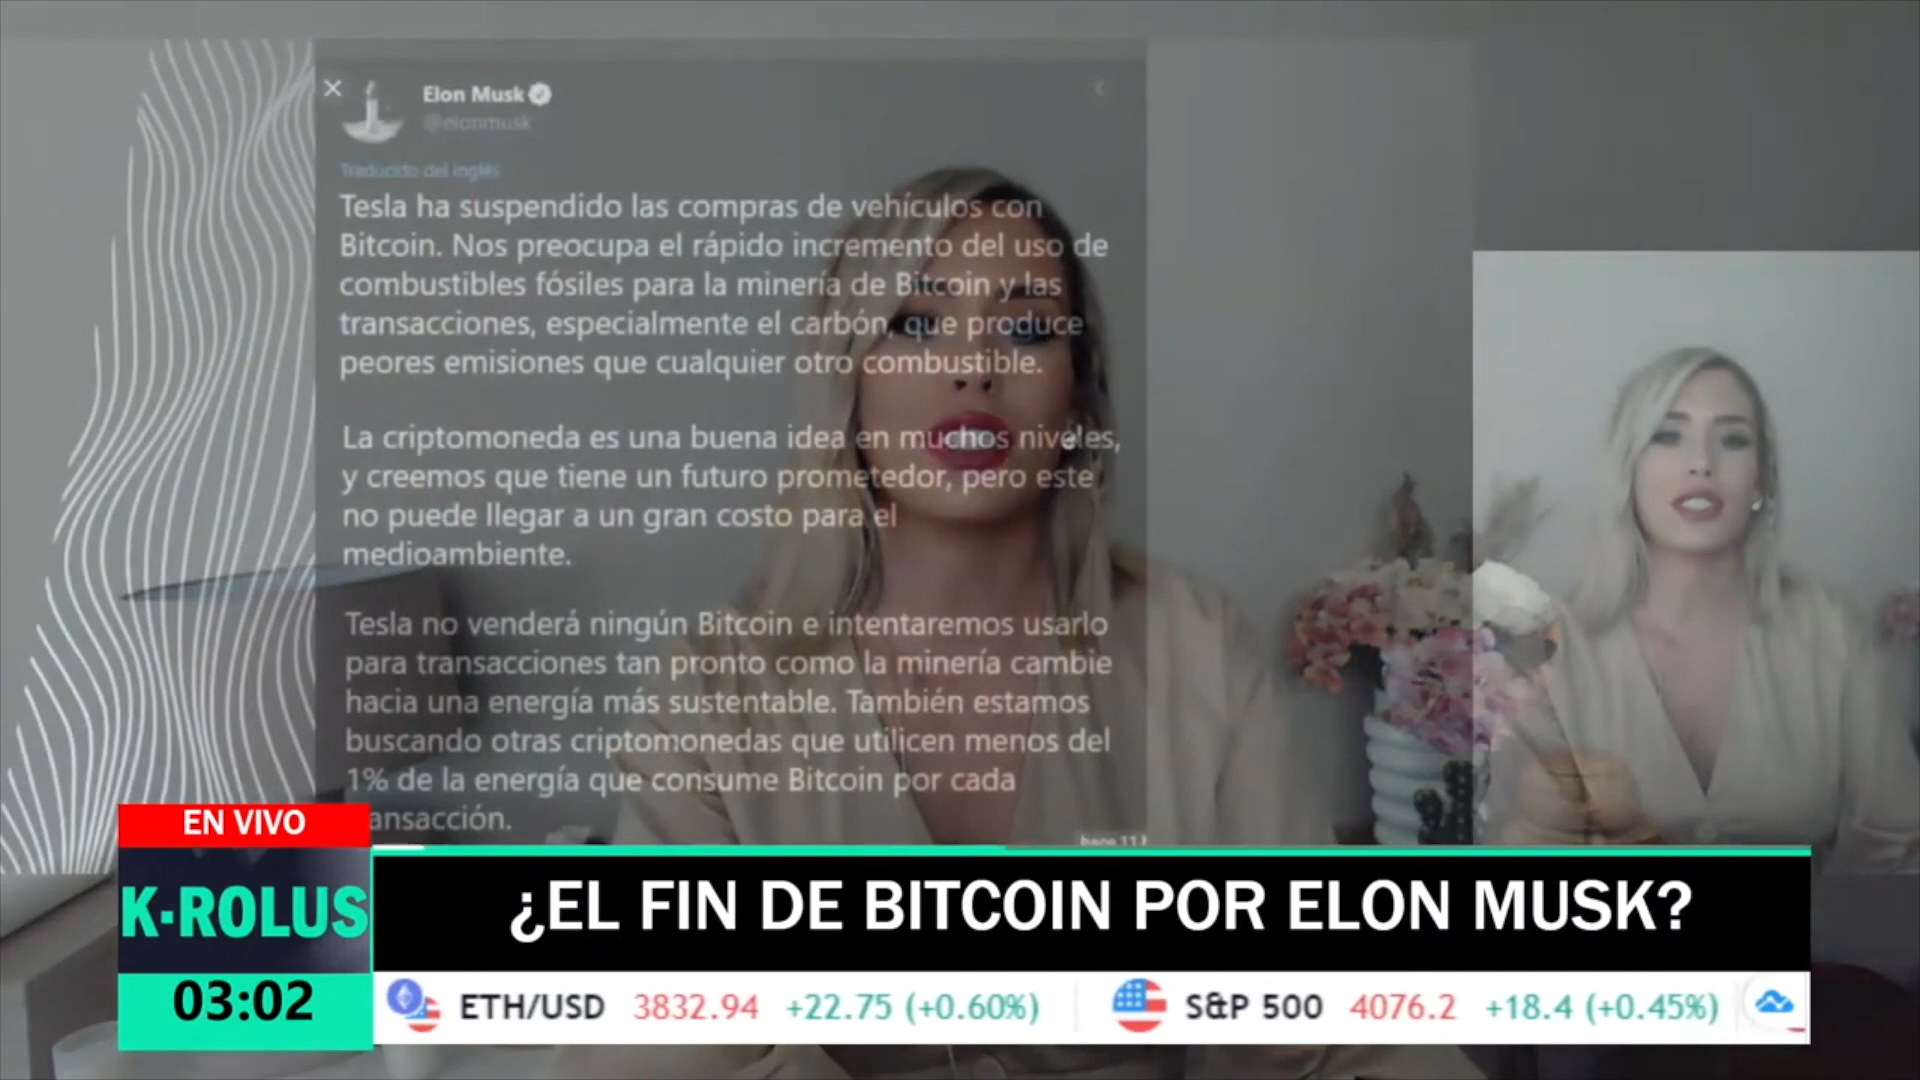 Elon Musk
@elonmusk
Traducido del inglés
Tesla ha suspendido las compras de vehículos con
Bitcoin. Nos preocupa el rápido incremento del uso de
combustibles fósiles para la minería de Bitcoin y las
transacciones, especialmente el carbón, que produce
peores emisiones que cualquier otro combustible.
La criptomoneda es una buena idea en muchos niveles,
y creemos que tiene un futuro prometedor, pero este
no puede llegar a un gran costo para el
medioambiente.
Tesla no venderá ningún Bitcoin e intentaremos usarlo
para transacciones tan pronto como la minería cambie
hacia una energía más sustentable. También estamos
buscando otras criptomonedas que utilicen menos del
1% de la energía que consume Bitcoin por cada
ansacción.
EN VIVO
K-ROLUS
¿EL FIN DE BITCOIN POR ELON MUSK?
03:02
ETH/USD 3832.94 +22.75 (+0.60%) S&P 500 4076.2 +18.4 (+0.45%)